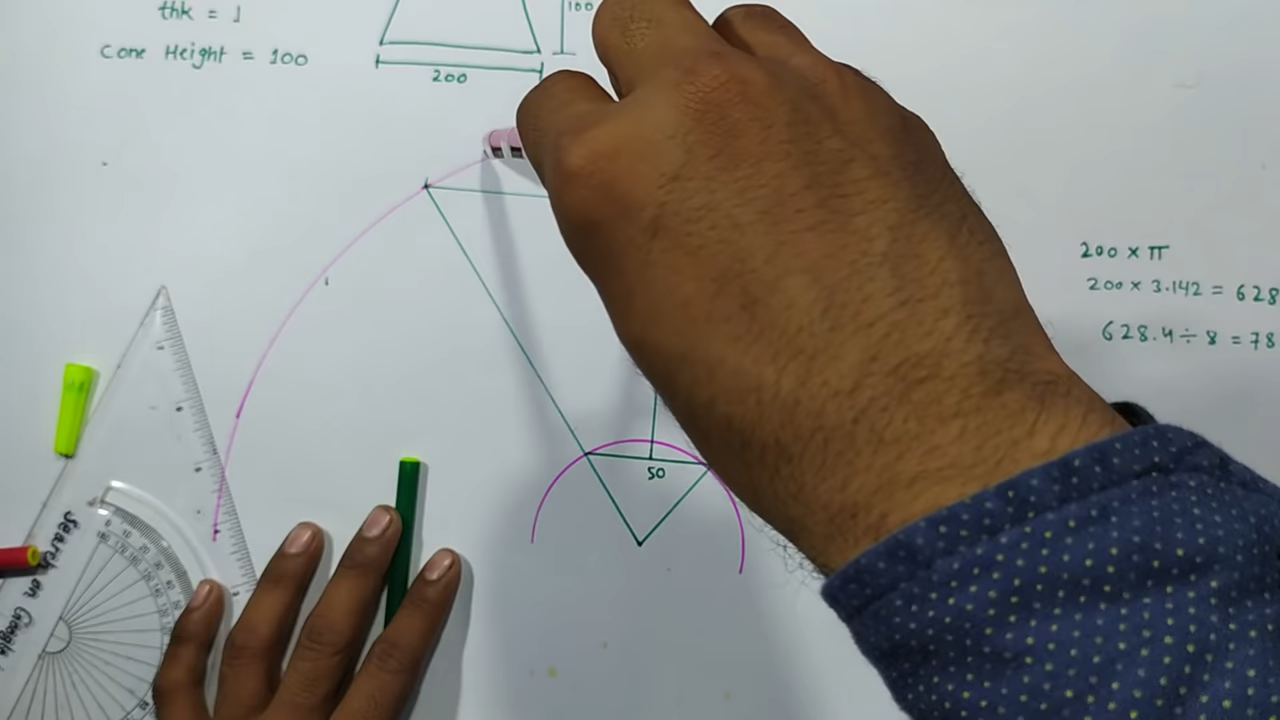 thk = 1
Cone Height = 100
100
200
200 × π
200 × 3.142 = 628
628.4 ÷ 8 = 78
50
Search on Google